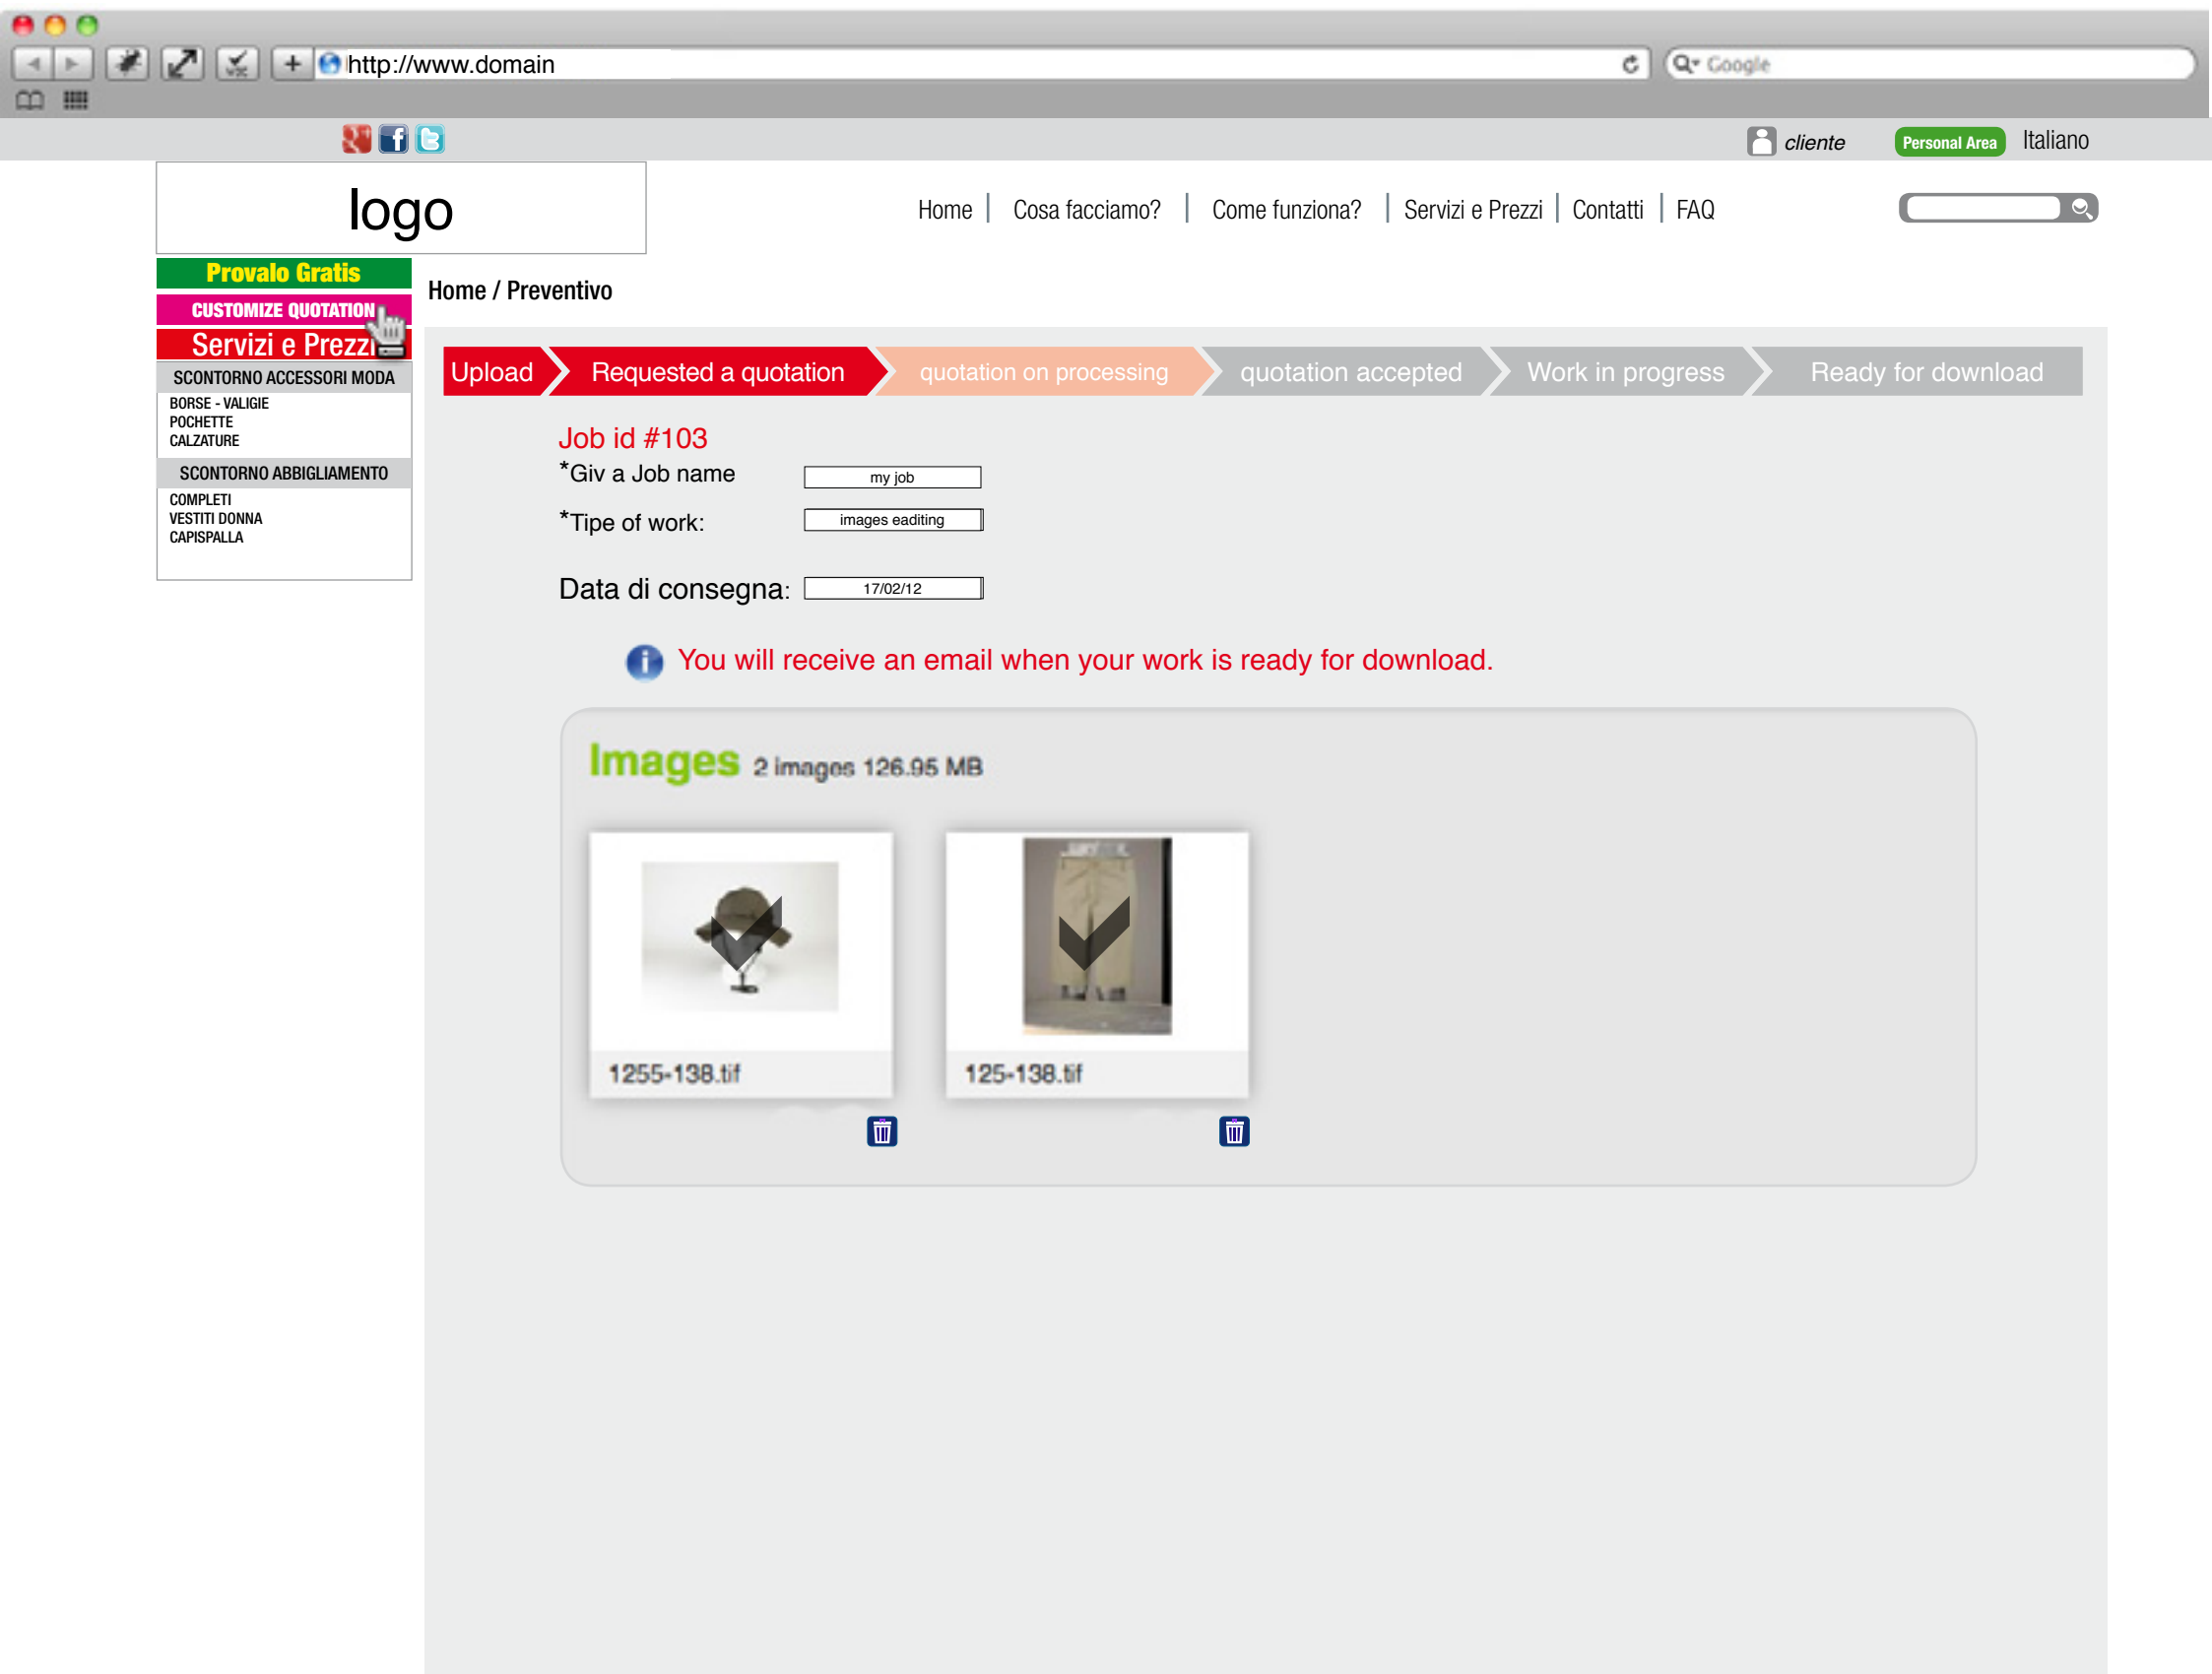 http://www.domain
Google
cliente
Personal Area
Italiano
logo
Home | Cosa facciamo? | Come funziona? | Servizi e Prezzi | Contatti | FAQ
Provalo Gratis
CUSTOMIZE QUOTATION
Servizi e Prezzi
SCONTORNO ACCESSORI MODA
BORSE - VALIGIE
POCHETTE
CALZATURE
SCONTORNO ABBIGLIAMENTO
COMPLETI
VESTITI DONNA
CAPISPALLA
Home / Preventivo
Upload
Requested a quotation
quotation on processing
quotation accepted
Work in progress
Ready for download
Job id #103
*Giv a Job name
my job
*Tipe of work:
images eaditing
Data di consegna:
17/02/12
You will receive an email when your work is ready for download.
Images 2 images 126.95 MB
1255-138.tif
125-138.tif